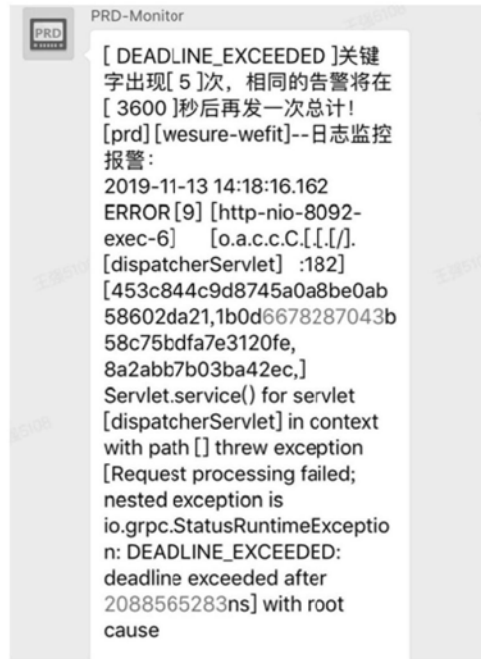 PRD-Monitor
PRD
[ DEADLINE_EXCEEDED ]关键
字出现[ 5 ]次，相同的告警将在
[ 3600 ]秒后再发一次总计！
[prd] [wesure-wefit]--日志监控
报警：
2019-11-13 14:18:16.162
ERROR [9] [http-nio-8092-
exec-6] [o.a.c.c.C.[.[.[/].
[dispatcherServlet] :182]
[453c844c9d8745a0a8be0ab
58602da21,1b0d6678287043b
58c75bdfa7e3120fe,
8a2abb7b03ba42ec,]
Servlet.service() for servlet
[dispatcherServlet] in context
with path [] threw exception
[Request processing failed;
nested exception is
io.grpc.StatusRuntimeExceptio
n: DEADLINE_EXCEEDED:
deadline exceeded after
2088565283ns] with root
cause